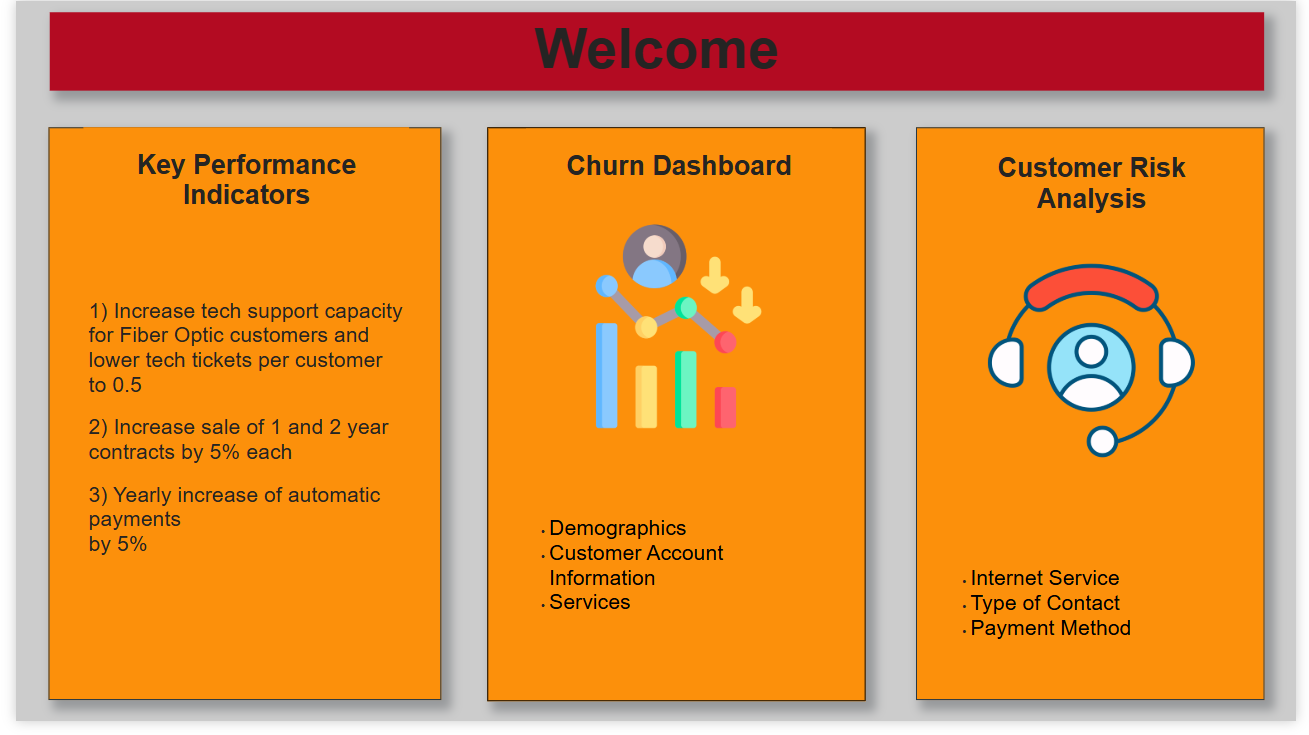 Welcome
Key Performance
Indicators
1) Increase tech support capacity
for Fiber Optic customers and
lower tech tickets per customer
to 0.5
2) Increase sale of 1 and 2 year
contracts by 5% each
3) Yearly increase of automatic
payments
by 5%
Churn Dashboard
• Demographics
• Customer Account
Information
• Services
Customer Risk
Analysis
• Internet Service
• Type of Contact
• Payment Method